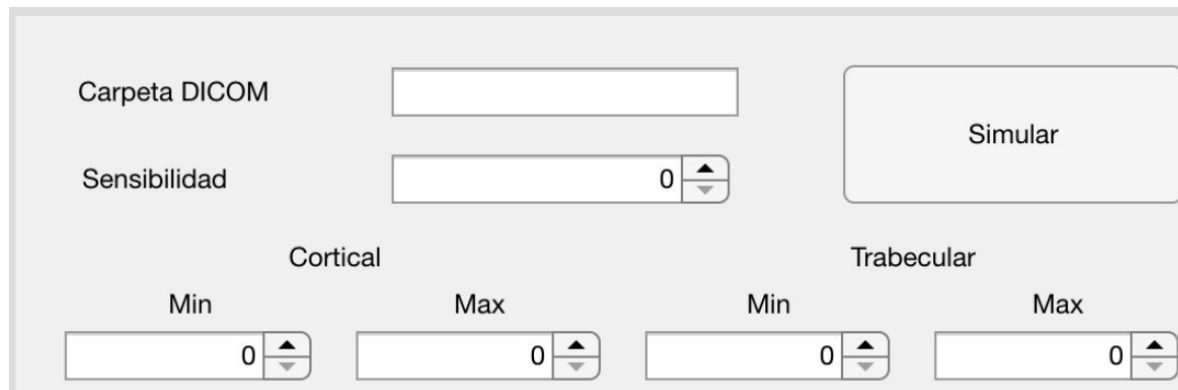 Carpeta DICOM
Simular
Sensibilidad 0
Cortical Trabecular
Min Max Min Max
0 0 0 0